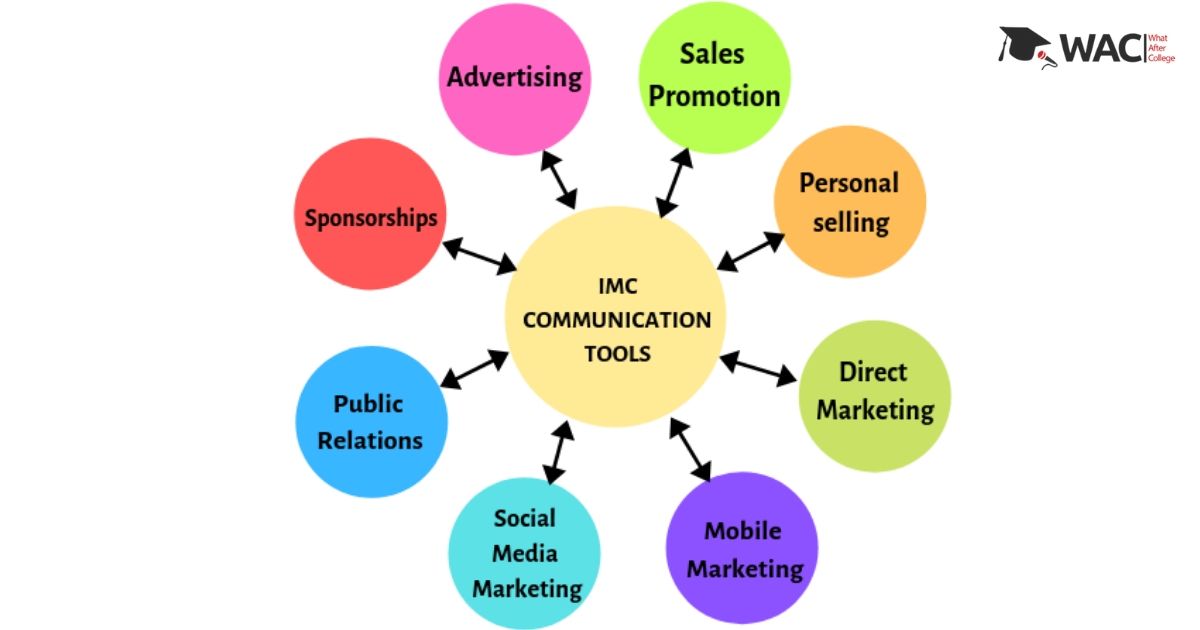 Advertising
Sales
Promotion
WAC
What
After
College
Personal
selling
Sponsorships
IMC
COMMUNICATION
TOOLS
Direct
Marketing
Public
Relations
Social
Media
Marketing
Mobile
Marketing